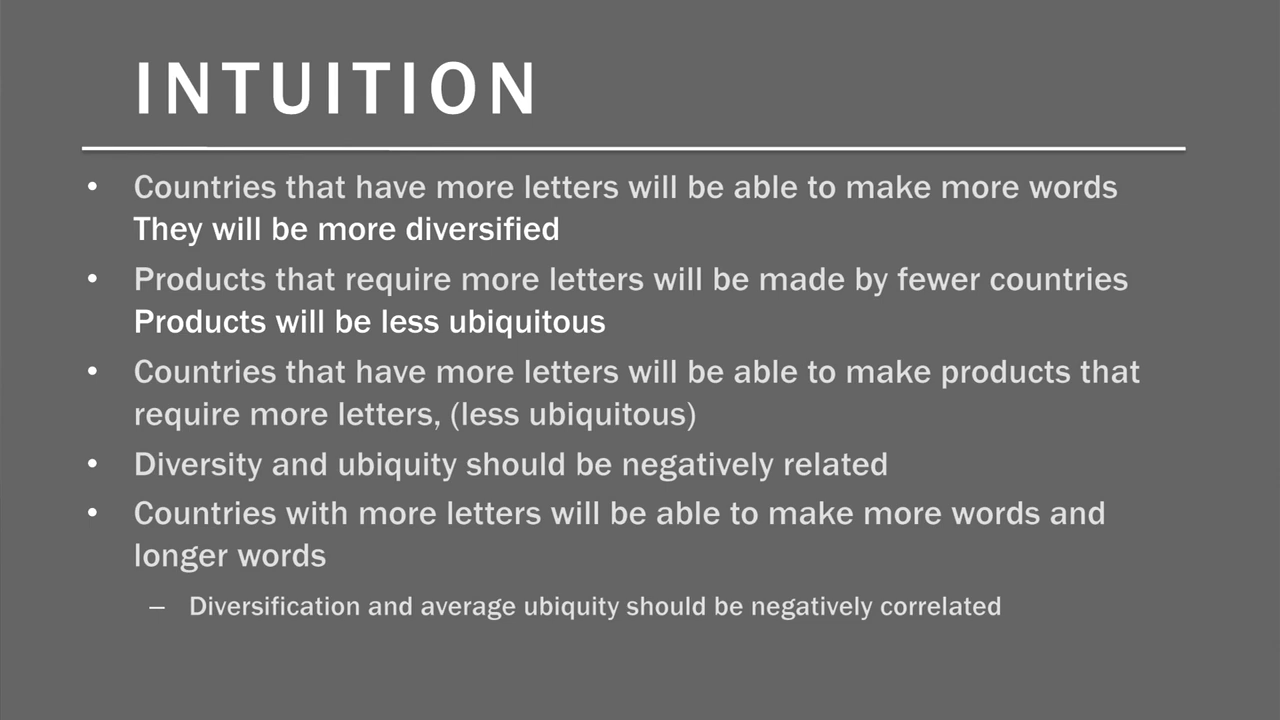 INTUITION
• Countries that have more letters will be able to make more words
They will be more diversified
• Products that require more letters will be made by fewer countries
Products will be less ubiquitous
• Countries that have more letters will be able to make products that
require more letters, (less ubiquitous)
• Diversity and ubiquity should be negatively related
• Countries with more letters will be able to make more words and
longer words
– Diversification and average ubiquity should be negatively correlated